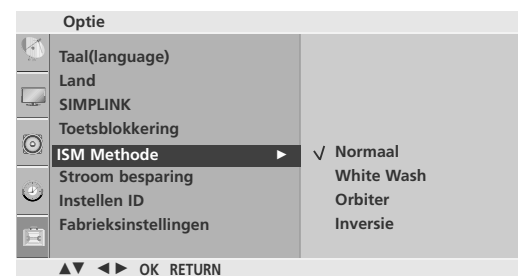 Optie
Taal(language)
Land
SIMPLINK
Toetsblokkering
ISM Methode ►
Stroom besparing
Instellen ID
Fabrieksinstellingen
√ Normaal
White Wash
Orbiter
Inversie
▲▼ ◄► OK RETURN